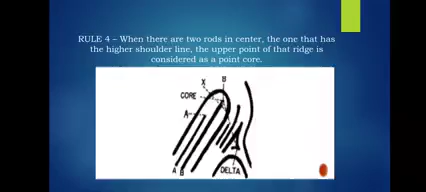 RULE 4 – When there are two rods in center, the one that has
the higher shoulder line, the upper point of that ridge is
considered as a point core.
X
B
CORE
A
A B
DELTA